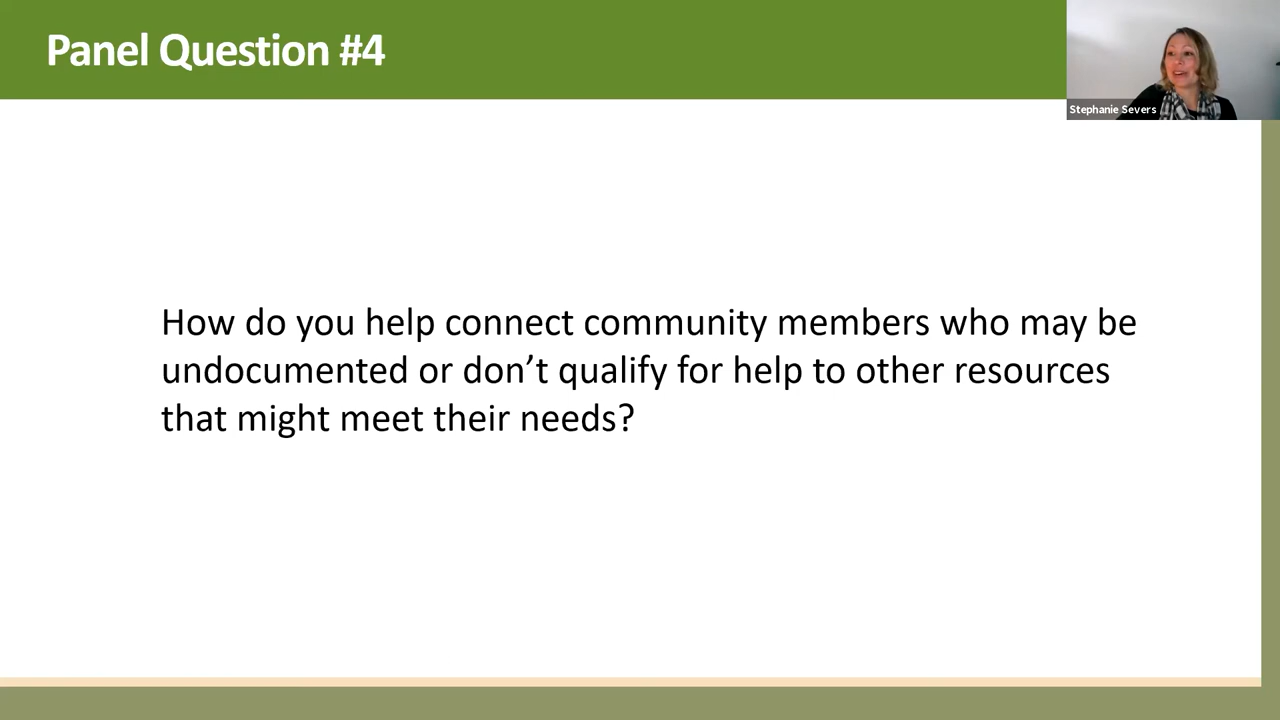 Panel Question #4
Stephanie Severs
How do you help connect community members who may be
undocumented or don’t qualify for help to other resources
that might meet their needs?